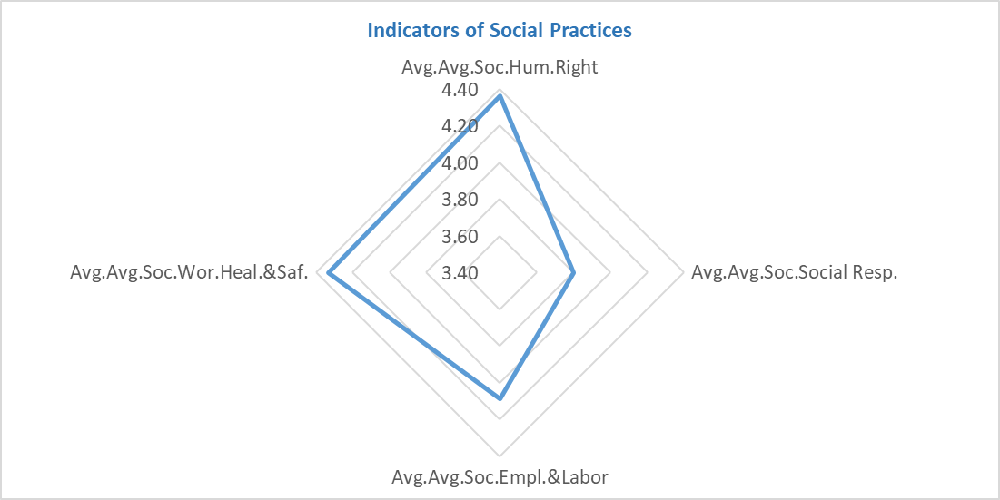 Indicators of Social Practices
Avg.Avg.Soc.Hum.Right
4.40
4.20
4.00
3.80
3.60
3.40
Avg.Avg.Soc.Wor.Heal.&Saf.
Avg.Avg.Soc.Social Resp.
Avg.Avg.Soc.Empl.&Labor